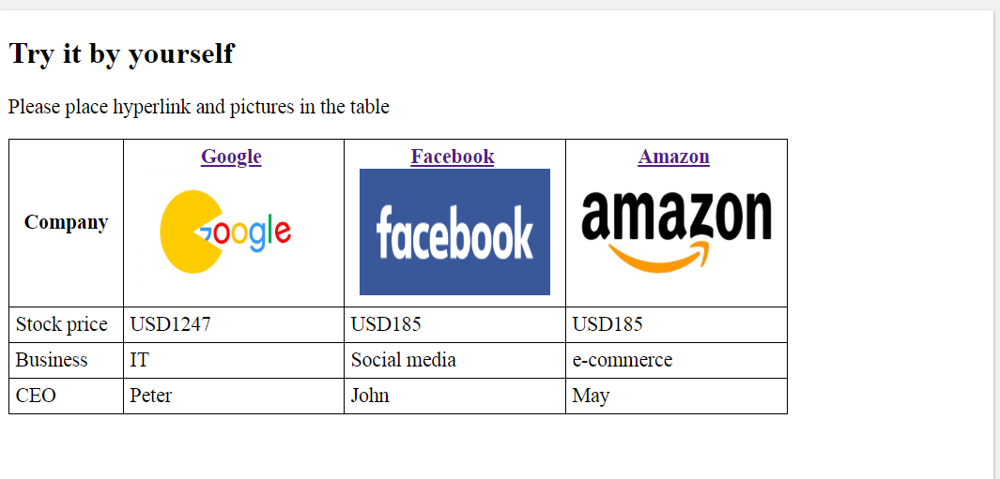 Try it by yourself
Please place hyperlink and pictures in the table
Company Google Facebook Amazon
Google facebook amazon
Stock price USD1247 USD185 USD185
Business IT Social media e-commerce
CEO Peter John May